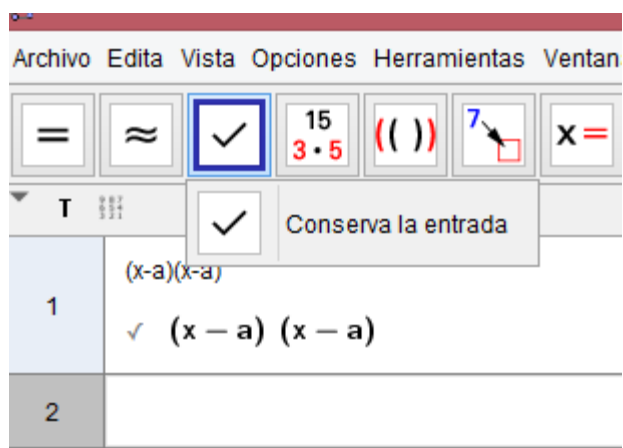 Archivo Edita Vista Opciones Herramientas Ventan
= ≈ ✓ 15 (( )) 7 x =
3 • 5
T
Conserva la entrada
(x-a)(x-a)
1
✓ (x – a) (x – a)
2